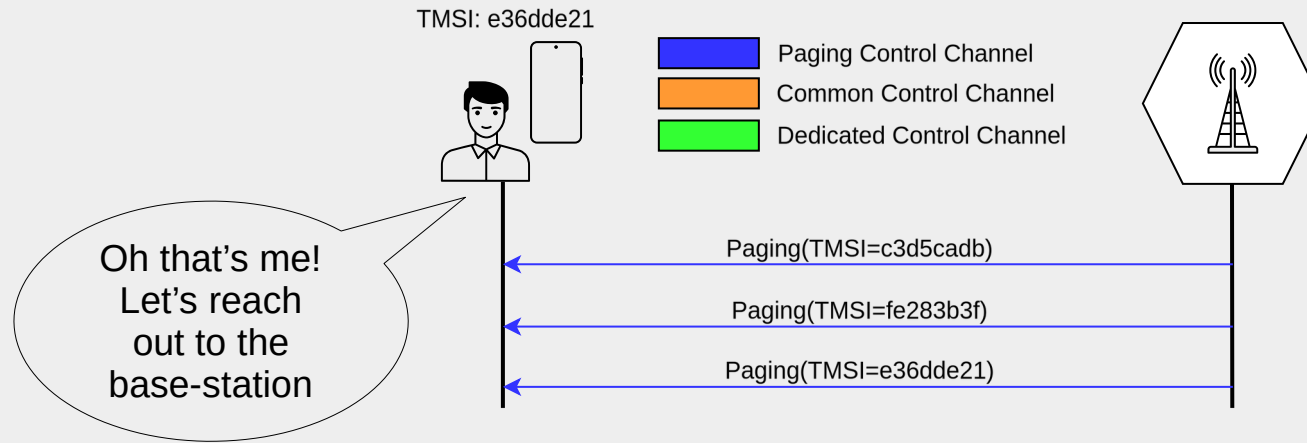 TMSI: e36dde21
Paging Control Channel
Common Control Channel
Dedicated Control Channel
Oh that’s me!
Let’s reach
out to the
base-station
Paging(TMSI=c3d5cadb)
Paging(TMSI=fe283b3f)
Paging(TMSI=e36dde21)